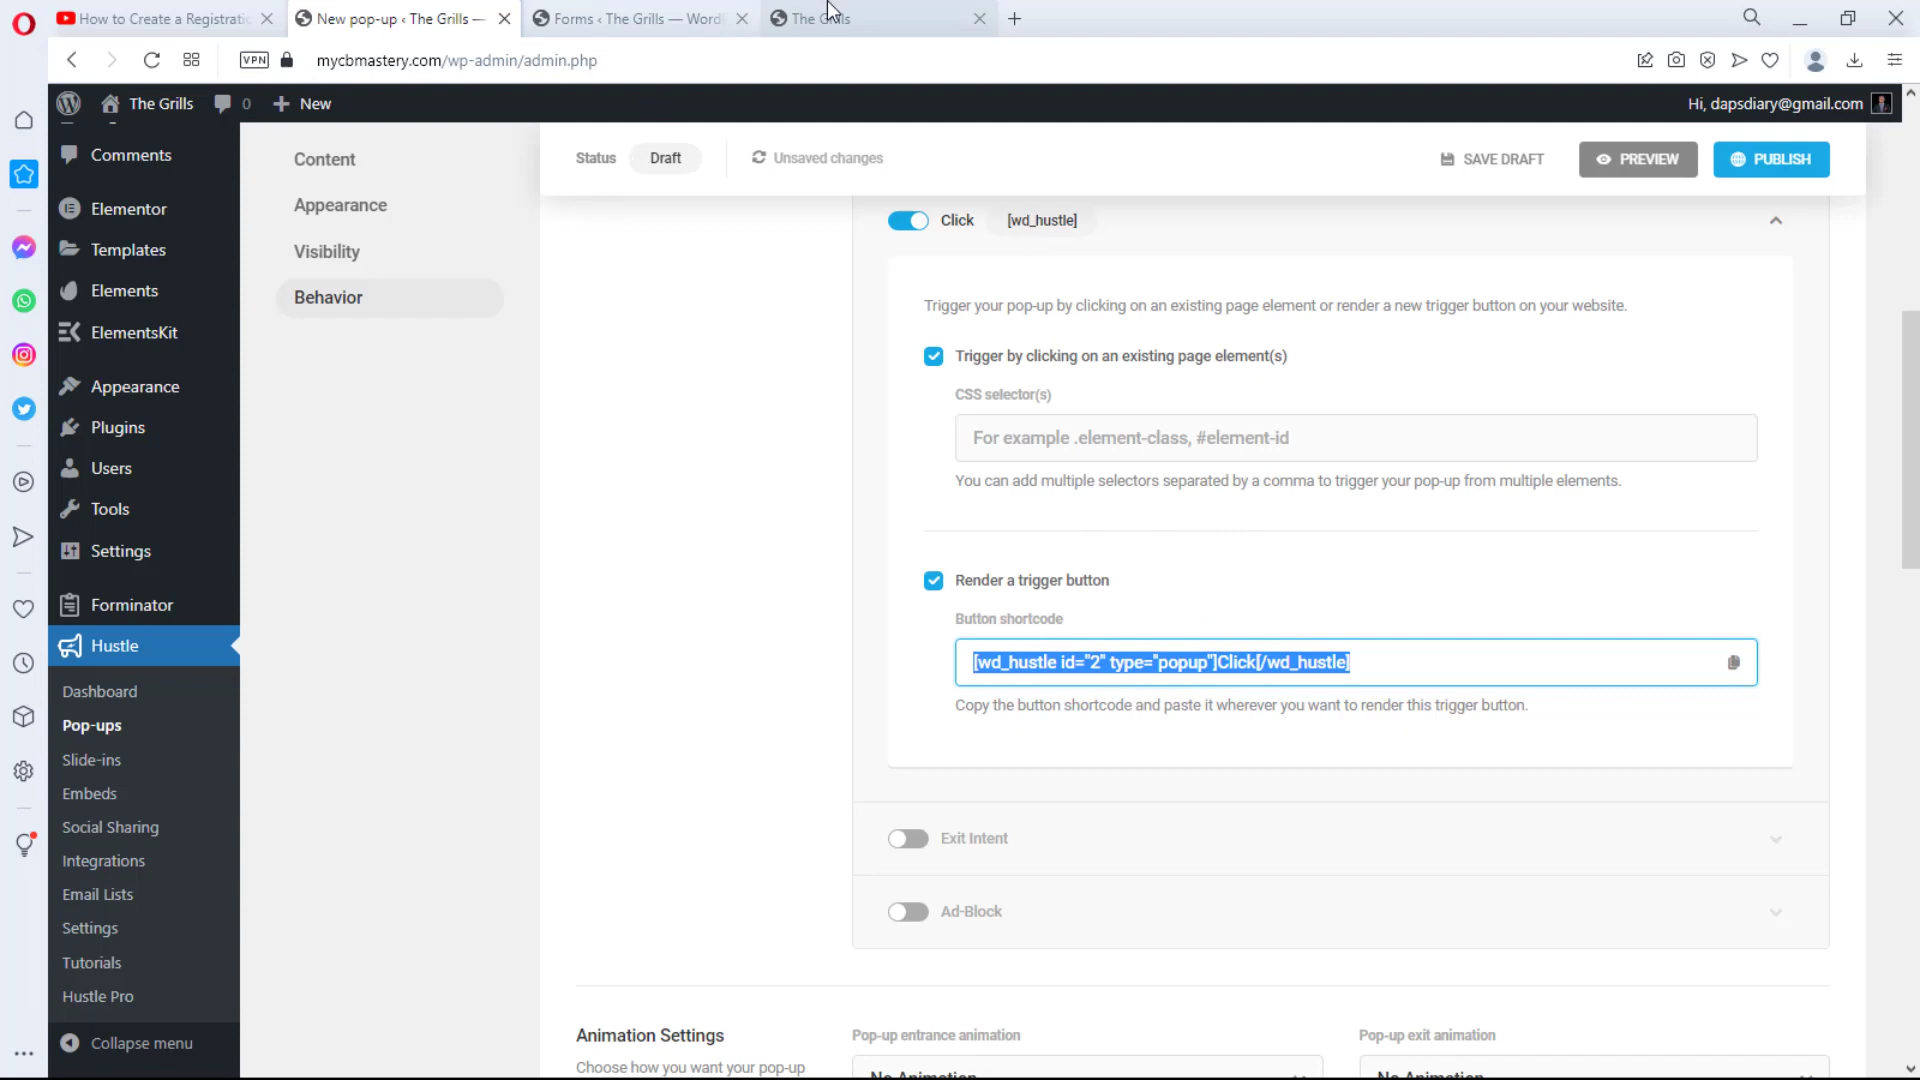 How to Create a Registratio
New pop-up ‹ The Grills —
Forms ‹ The Grills — Word
The Grills
VPN
mycbmastery.com/wp-admin/admin.php
The Grills
0
New
Hi, dapsdiary@gmail.com
Comments
Elementor
Templates
Elements
ElementsKit
Appearance
Plugins
Users
Tools
Settings
Forminator
Hustle
Dashboard
Pop-ups
Slide-ins
Embeds
Social Sharing
Integrations
Email Lists
Settings
Tutorials
Hustle Pro
Collapse menu
Content
Appearance
Visibility
Behavior
Status
Draft
Unsaved changes
SAVE DRAFT
PREVIEW
PUBLISH
Click
[wd_hustle]
Trigger your pop-up by clicking on an existing page element or render a new trigger button on your website.
Trigger by clicking on an existing page element(s)
CSS selector(s)
For example .element-class, #element-id
You can add multiple selectors separated by a comma to trigger your pop-up from multiple elements.
Render a trigger button
Button shortcode
[wd_hustle id="2" type="popup"]Click[/wd_hustle]
Copy the button shortcode and paste it wherever you want to render this trigger button.
Exit Intent
Ad-Block
Animation Settings
Choose how you want your pop-up
Pop-up entrance animation
No Animation
Pop-up exit animation
No Animation